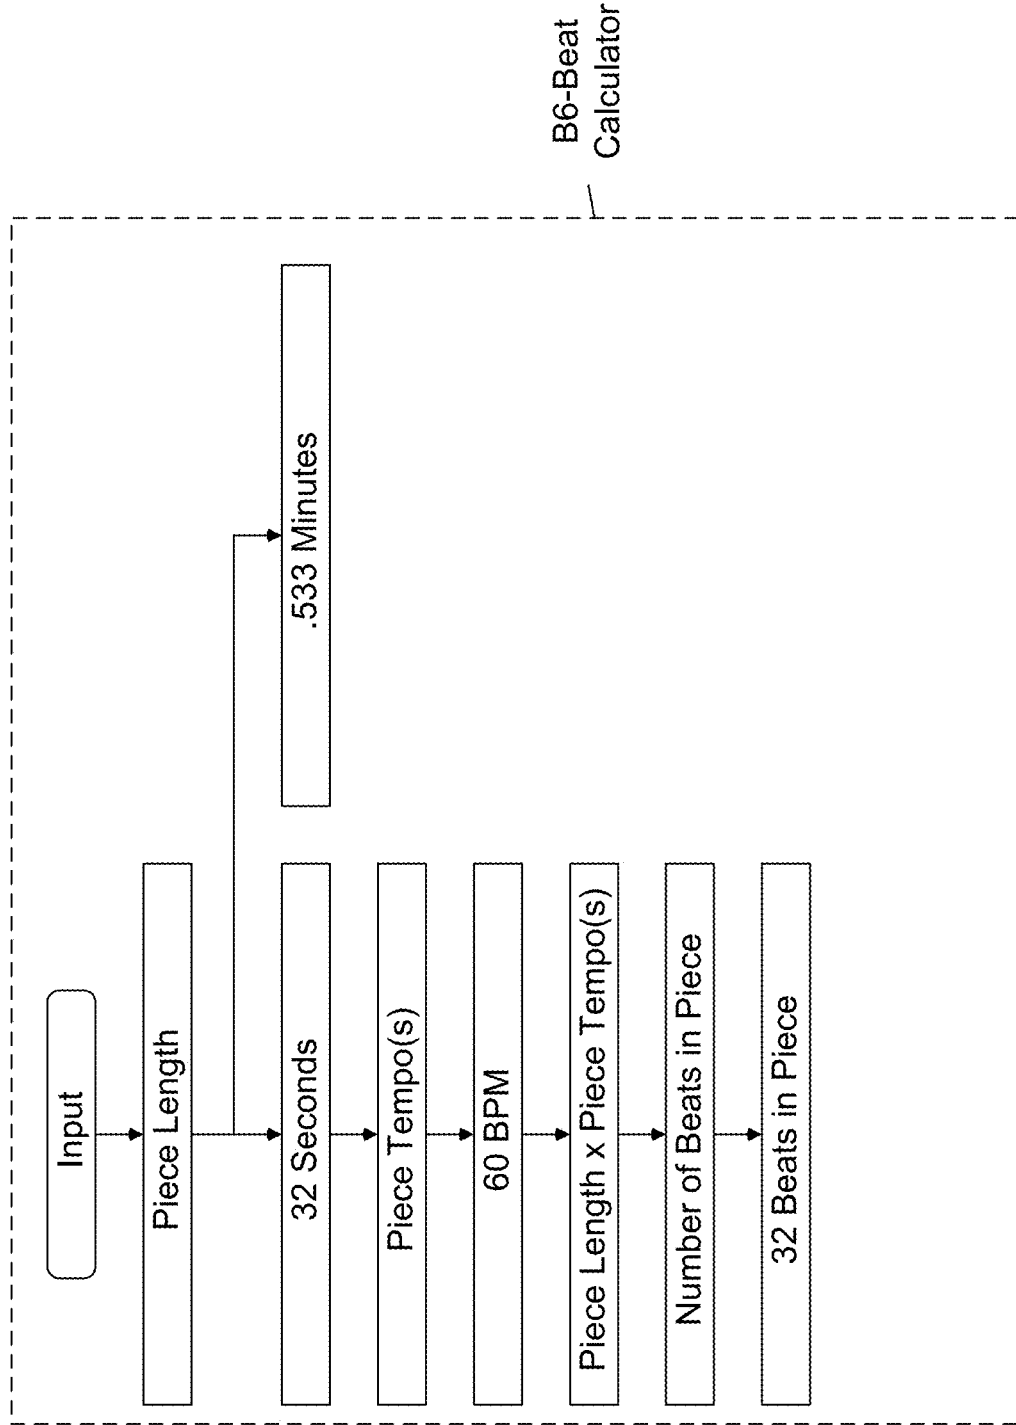 Input
Piece Length
32 Seconds
.533 Minutes
Piece Tempo(s)
60 BPM
Piece Length x Piece Tempo(s)
Number of Beats in Piece
32 Beats in Piece
B6-Beat
Calculator